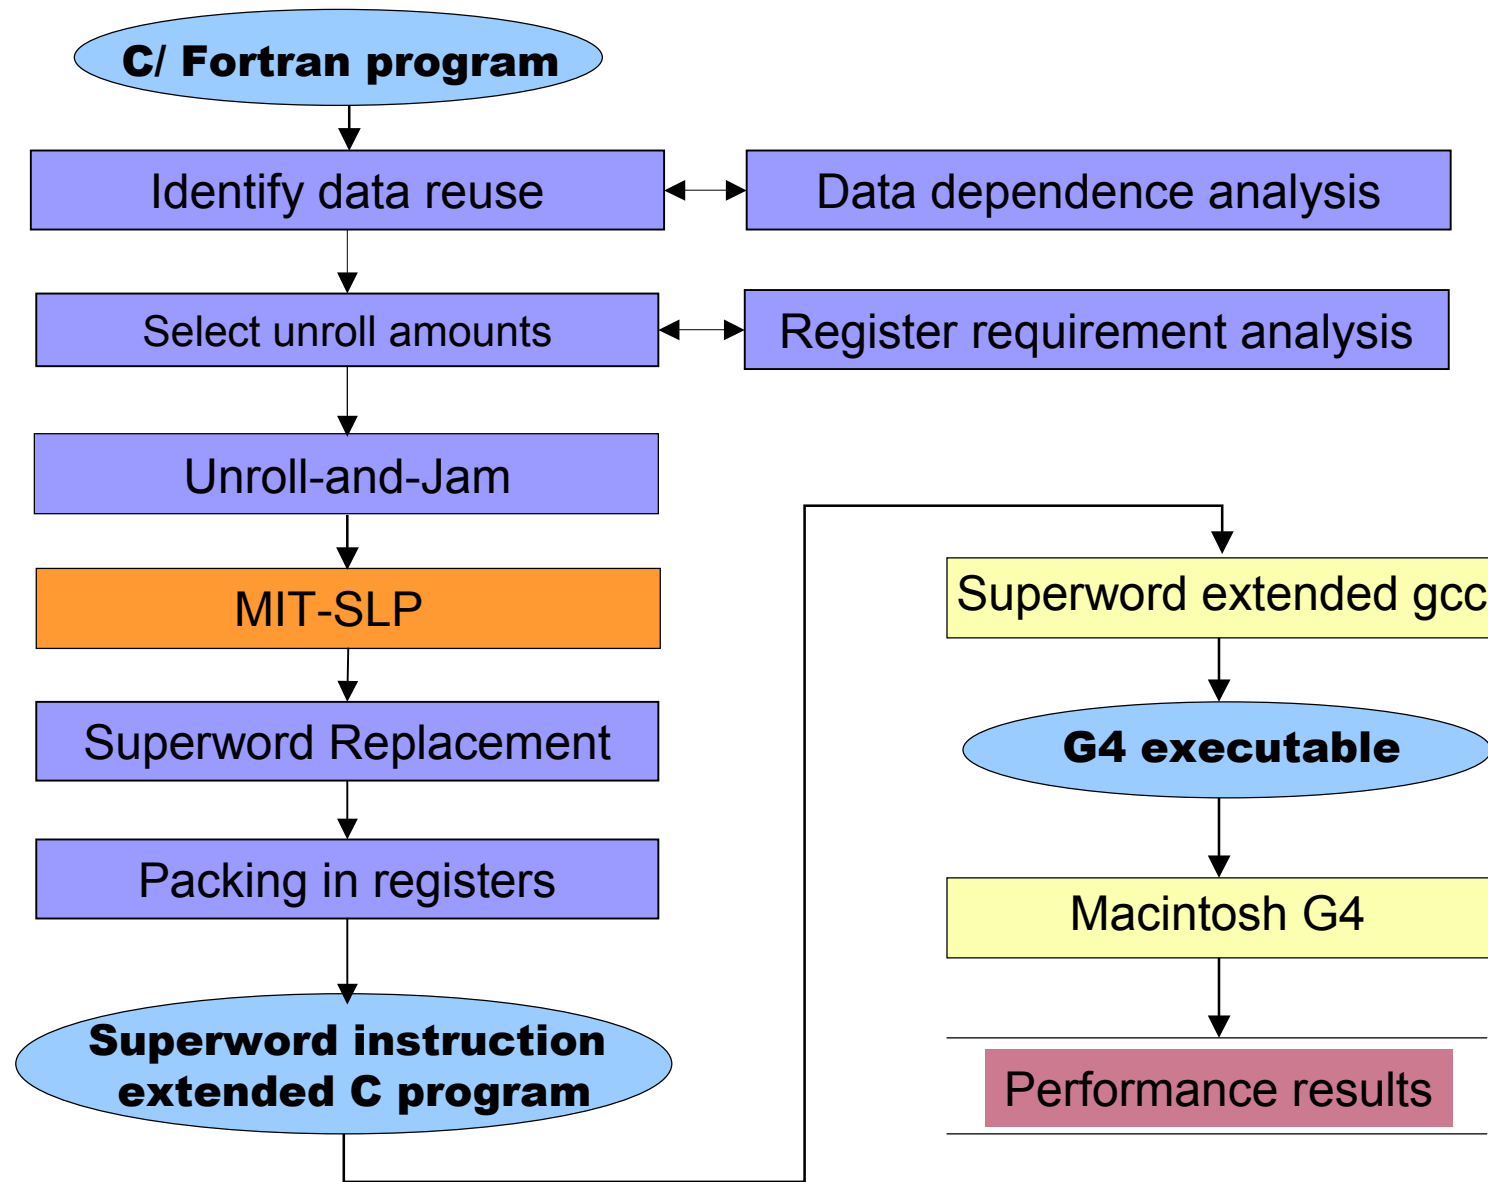 C/ Fortran program
Identify data reuse
Data dependence analysis
Select unroll amounts
Register requirement analysis
Unroll-and-Jam
MIT-SLP
Superword Replacement
Packing in registers
Superword instruction
extended C program
Superword extended gcc
G4 executable
Macintosh G4
Performance results